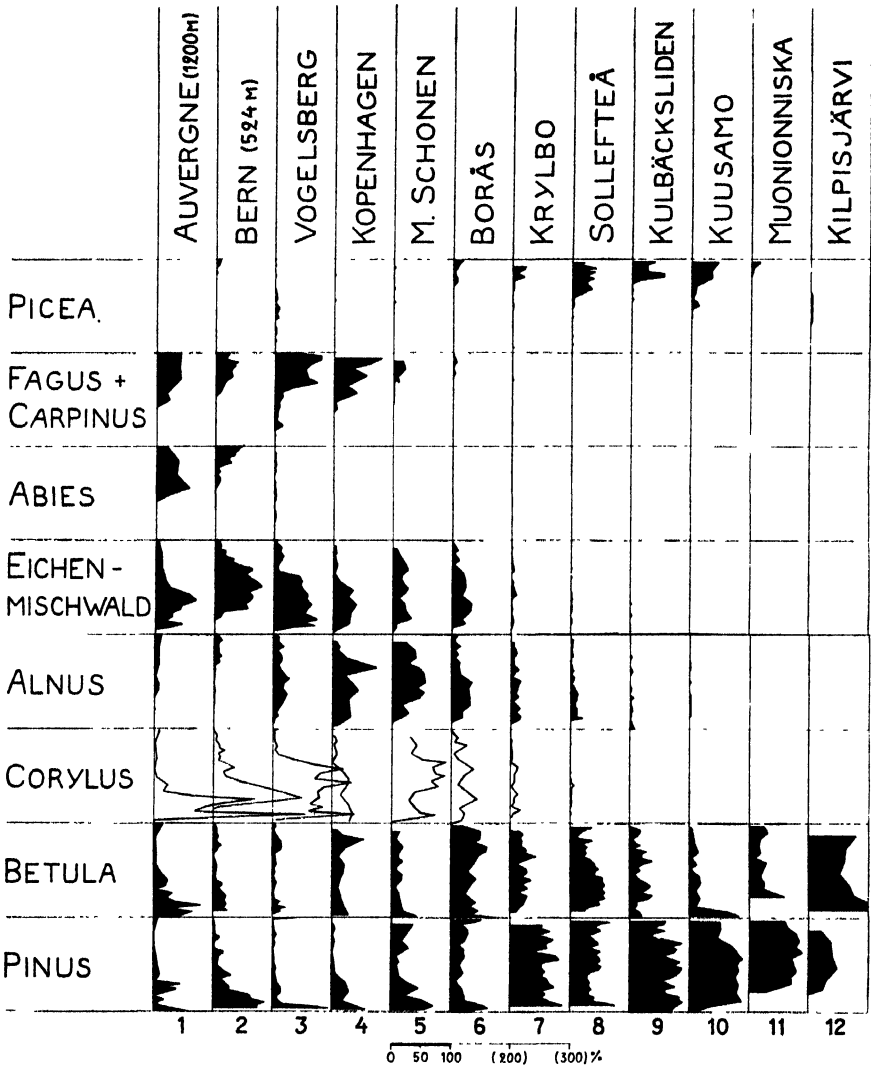 AUVERGNE (1200M)
BERN (524 M)
VOGELSBERG
KOPENHAGEN
M. SCHONEN
BORÅS
KRYLBO
SOLLEFTEÅ
KULBÄCKSLIDEN
KUUSAMO
MUONIONNISKA
KILPISJÄRVI
PICEA.
FAGUS +
CARPINUS
ABIES
EICHEN-
MISCHWALD
ALNUS
CORYLUS
BETULA
PINUS
1 2 3 4 5 6 7 8 9 10 11 12
0 50 100 (200) (300)%